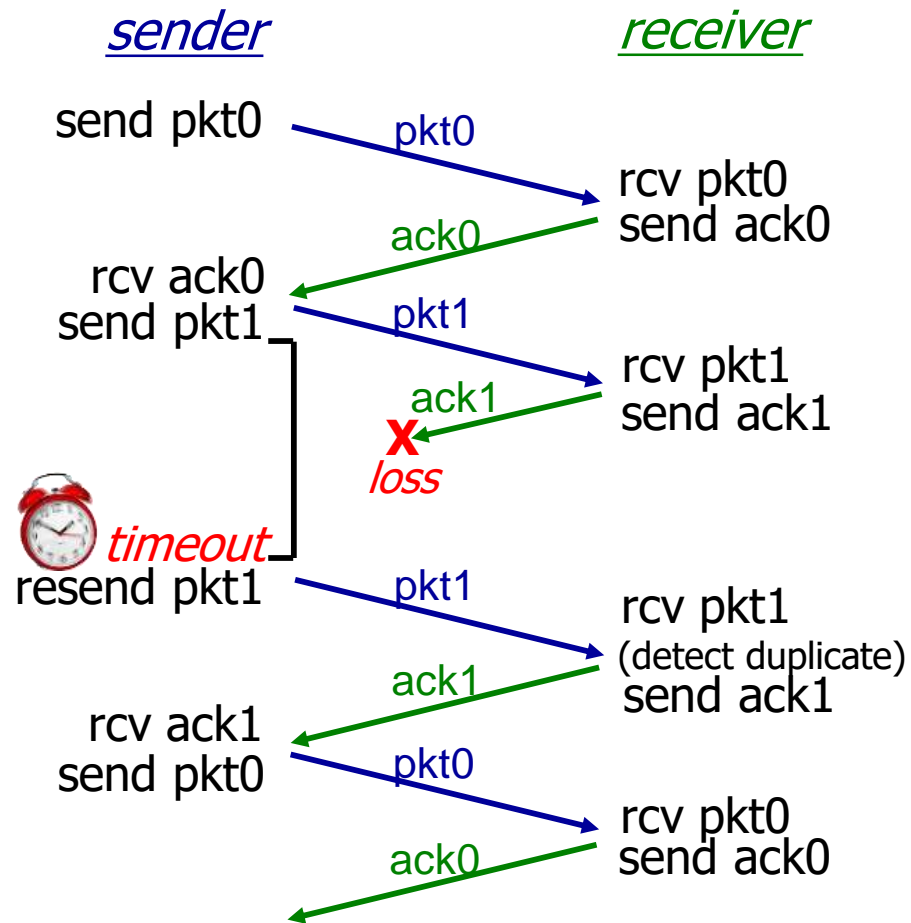 sender
receiver
send pkt0
pkt0
rcv pkt0
send ack0
ack0
rcv ack0
send pkt1
pkt1
rcv pkt1
send ack1
ack1
X
loss
timeout
resend pkt1
pkt1
rcv pkt1
(detect duplicate)
send ack1
ack1
rcv ack1
send pkt0
pkt0
rcv pkt0
send ack0
ack0